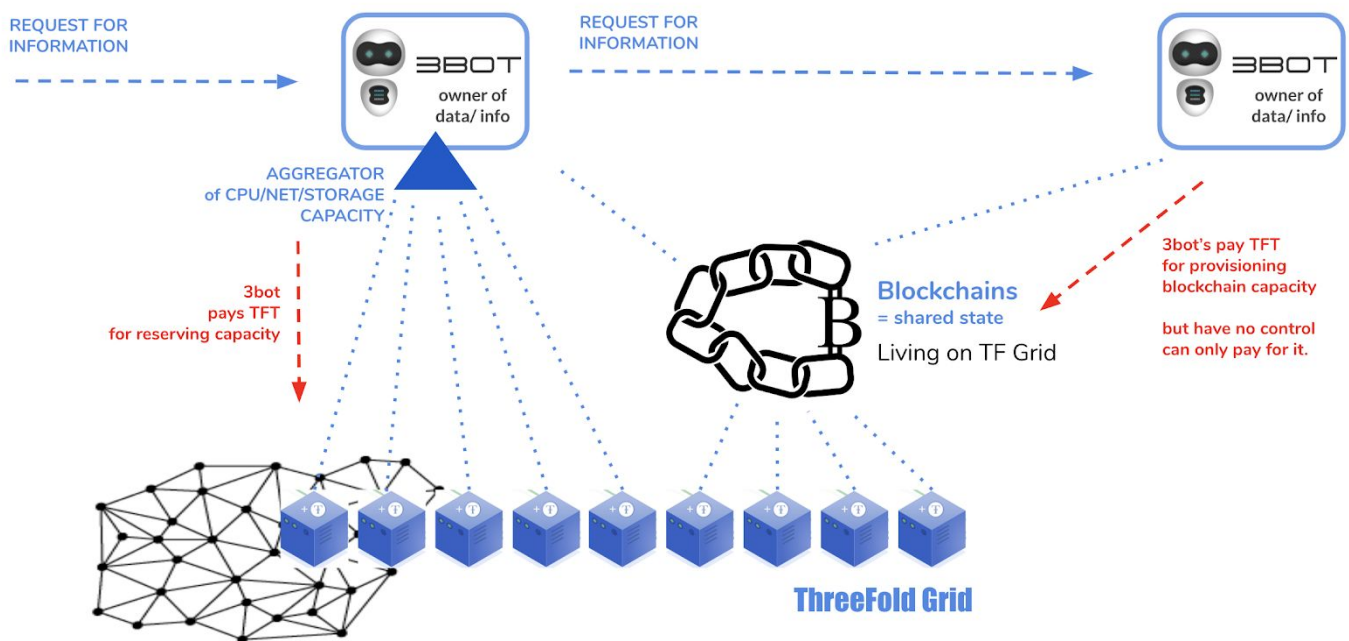 REQUEST FOR
INFORMATION
REQUEST FOR
INFORMATION
3BOT
owner of
data/ info
3BOT
owner of
data/ info
AGGREGATOR
of CPU/NET/STORAGE
CAPACITY
3bot
pays TFT
for reserving capacity
Blockchains
= shared state
Living on TF Grid
B
3bot's pay TFT
for provisioning
blockchain capacity
but have no control
can only pay for it.
+ T
+ T
+ T
+ T
+ T
+ T
+ T
+ T
+ T
ThreeFold Grid